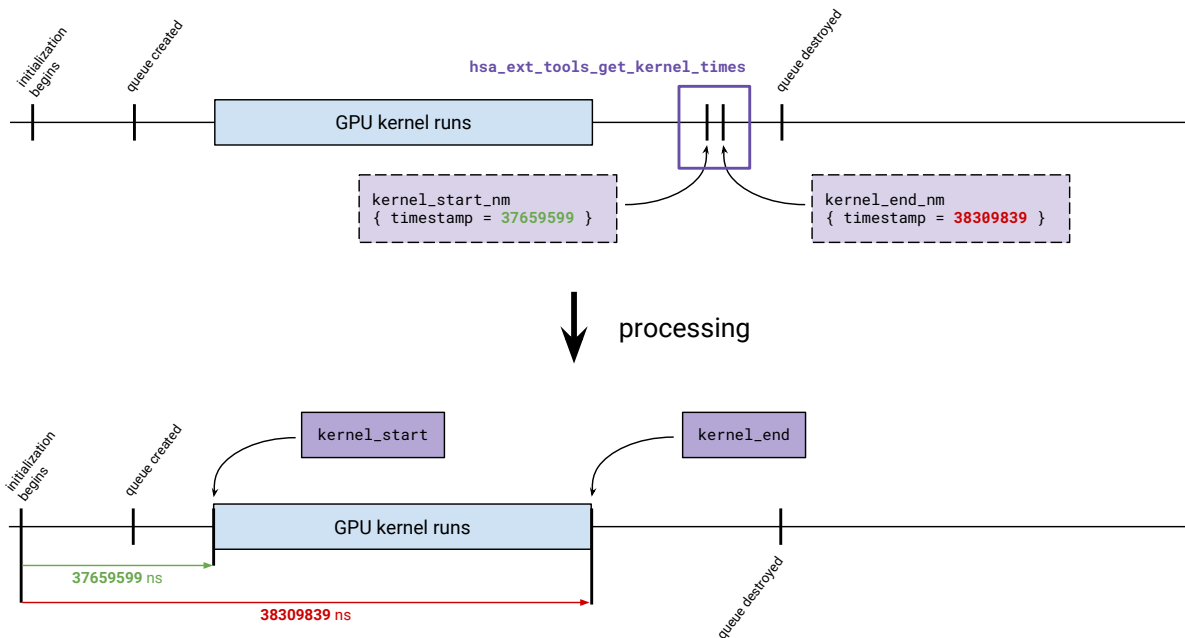 initialization
begins
queue created
hsa_ext_tools_get_kernel_times
queue destroyed
GPU kernel runs
kernel_start_nm
{ timestamp = 37659599 }
kernel_end_nm
{ timestamp = 38309839 }
processing
kernel_start
kernel_end
initialization
begins
queue created
GPU kernel runs
37659599 ns
38309839 ns
queue destroyed